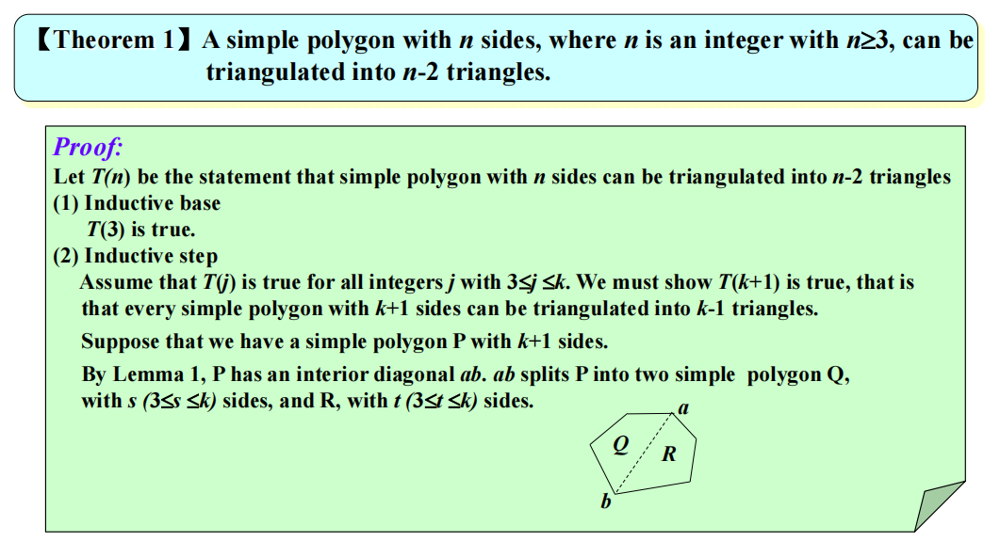 【Theorem 1】 A simple polygon with n sides, where n is an integer with n≥3, can be
triangulated into n-2 triangles.
Proof:
Let T(n) be the statement that simple polygon with n sides can be triangulated into n-2 triangles
(1) Inductive base
T(3) is true.
(2) Inductive step
Assume that T(j) is true for all integers j with 3≤j ≤k. We must show T(k+1) is true, that is
that every simple polygon with k+1 sides can be triangulated into k-1 triangles.
Suppose that we have a simple polygon P with k+1 sides.
By Lemma 1, P has an interior diagonal ab. ab splits P into two simple polygon Q,
with s (3≤s ≤k) sides, and R, with t (3≤t ≤k) sides.
a
Q
R
b